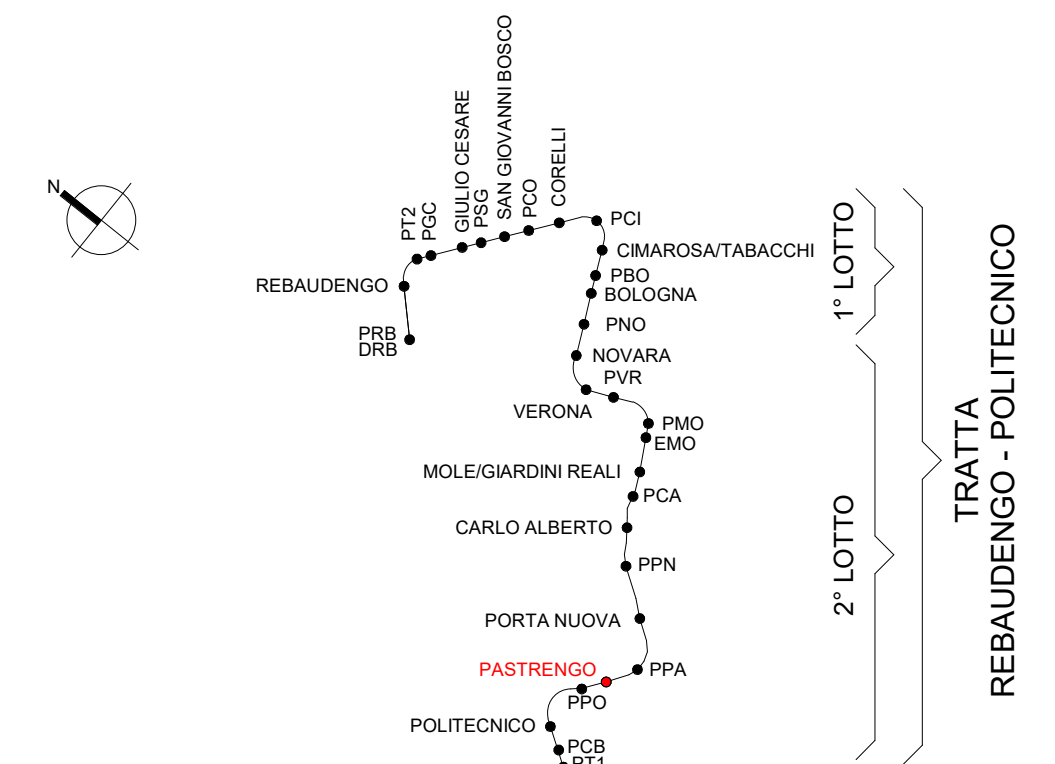 N
PT2
PGC
GIULIO CESARE
PSG
SAN GIOVANNI BOSCO
PCO
CORELLI
PCI
CIMAROSA/TABACCHI
REBAUDENGO
PBO
BOLOGNA
PRB
DRB
PNO
NOVARA
PVR
VERONA
PMO
EMO
MOLE/GIARDINI REALI
PCA
CARLO ALBERTO
PPN
PORTA NUOVA
PASTRENGO
PPA
PPO
POLITECNICO
PCB
PT1
1° LOTTO
2° LOTTO
TRATTA
REBAUDENGO - POLITECNICO